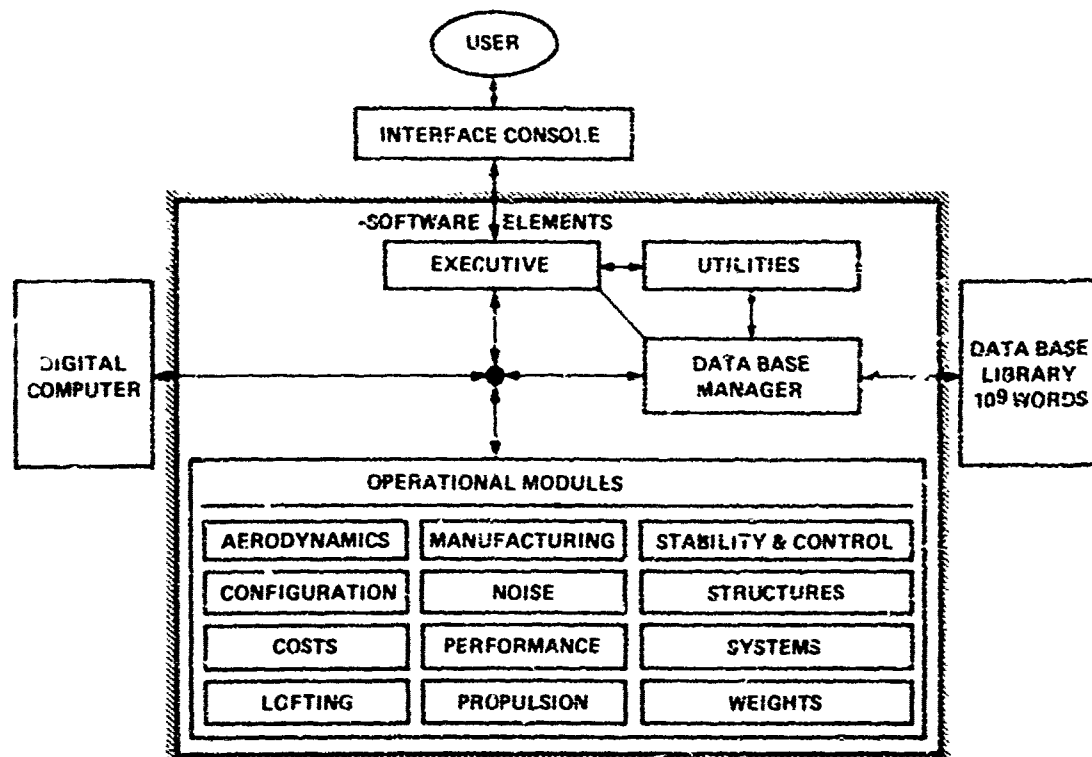 USER
INTERFACE CONSOLE
-SOFTWARE ELEMENTS
EXECUTIVE
UTILITIES
DIGITAL
COMPUTER
DATA BASE
MANAGER
DATA BASE
LIBRARY
10⁹ WORDS
OPERATIONAL MODULES
AERODYNAMICS
MANUFACTURING
STABILITY & CONTROL
CONFIGURATION
NOISE
STRUCTURES
COSTS
PERFORMANCE
SYSTEMS
LOFTING
PROPULSION
WEIGHTS